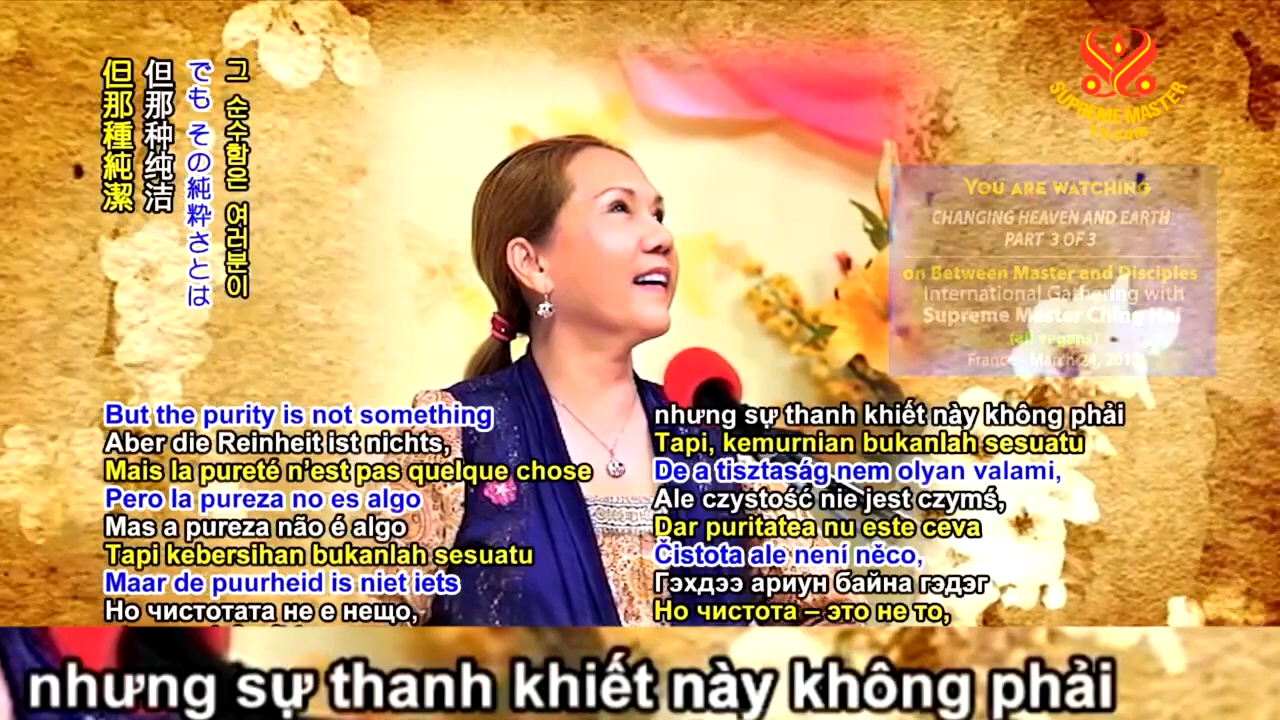 但那種純潔
但那种纯洁
でも その純粋さとは
그 순수함은 여러분이
SUPREME MASTER
TV.com
YOU ARE WATCHING
CHANGING HEAVEN AND EARTH
PART 3 OF 3
on Between Master and Disciples
International Gathering with
Supreme Master Ching Hai
(all vegans)
France - March 24, 
But the purity is not something
Aber die Reinheit ist nichts,
Mais la pureté n'est pas quelque chose
Pero la pureza no es algo
Mas a pureza não é algo
Tapi kebersihan bukanlah sesuatu
Maar de puurheid is niet iets
Но чистотата не е нещо,
nhưng sự thanh khiết này không phải
Tapi, kemurnian bukanlah sesuatu
De a tisztaság nem olyan valami,
Ale czystość nie jest czymś,
Dar puritatea nu este ceva
Čistota ale není něco,
Гэхдээ ариун байна гэдэг
Но чистота – это не то,
nhưng sự thanh khiết này không phải